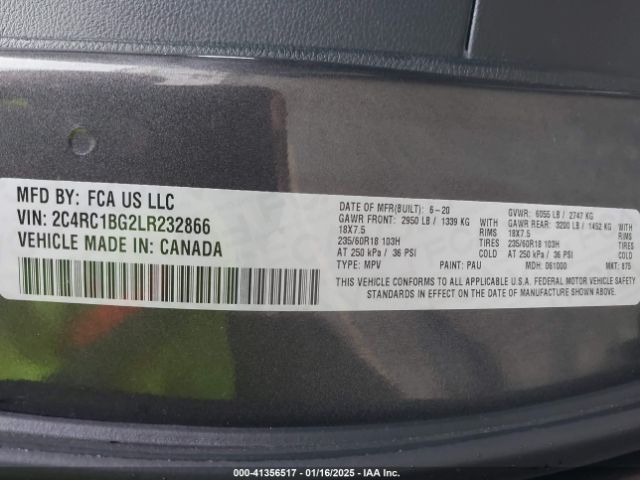 MFD BY: FCA US LLC
VIN: 2C4RC1BG2LR232866
VEHICLE MADE IN: CANADA
DATE OF MFR(BUILT): 6-20 GVWR: 6055 LB / 2747 KG
GAWR FRONT: 2950 LB / 1339 KG WITH GAWR REAR: 3200 LB / 1452 KG WITH
18X7.5 RIMS 18X7.5 RIMS
235/60R18 103H TIRES 235/60R18 103H TIRES
AT 250 kPa / 36 PSI COLD AT 250 kPa / 36 PSI COLD
TYPE: MPV PAINT: PAU MDH: 061000 MKT: 875
THIS VEHICLE CONFORMS TO ALL APPLICABLE U.S.A. FEDERAL MOTOR VEHICLE SAFETY
STANDARDS IN EFFECT ON THE DATE OF MANUFACTURE SHOWN ABOVE
000-41356517 · 01/16/2025 · IAA Inc.